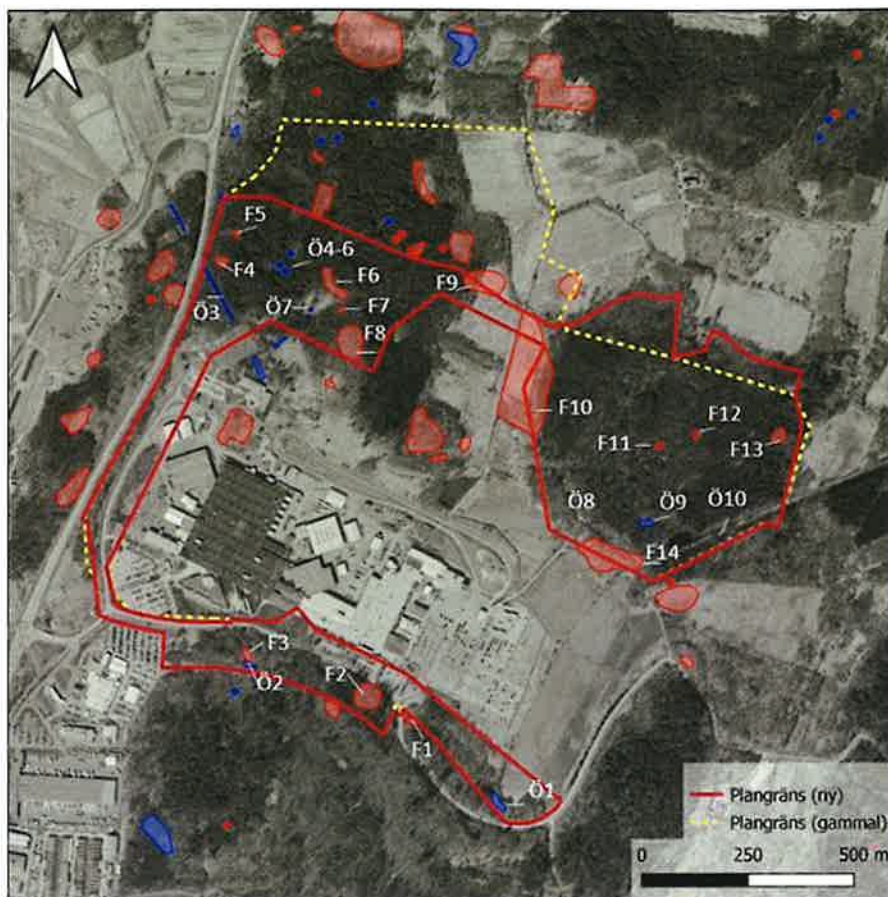 F5
Ö4-6
F4
F6
F9
Ö3
Ö7
F7
F8
F10
F12
F11
F13
Ö8
Ö9
Ö10
F14
F3
Ö2
F2
F1
Ö1
Plangräns (ny)
Plangräns (gammal)
0 250 500 m